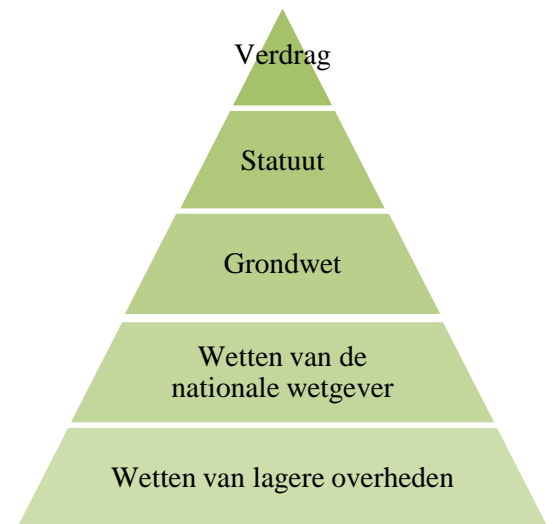 Verdrag
Statuut
Grondwet
Wetten van de
nationale wetgever
Wetten van lagere overheden